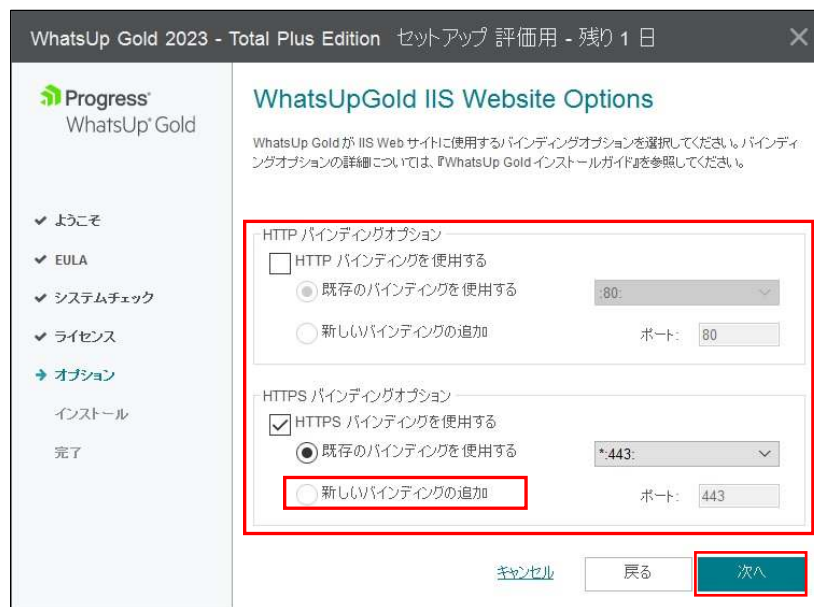 WhatsUp Gold 2023 - Total Plus Edition セットアップ 評価用 - 残り 1 日
Progress
WhatsUp Gold
WhatsUpGold IIS Website Options
WhatsUp Gold が IIS Web サイトに使用するバインディングオプションを選択してください。バインディ
ングオプションの詳細については、『WhatsUp Gold インストールガイド』を参照してください。
ようこそ
EULA
システムチェック
ライセンス
オプション
インストール
完了
HTTP バインディングオプション
HTTP バインディングを使用する
既存のバインディングを使用する :80:
新しいバインディングの追加 ポート: 80
HTTPS バインディングオプション
HTTPS バインディングを使用する
既存のバインディングを使用する *:443:
新しいバインディングの追加 ポート: 443
キャンセル 戻る 次へ